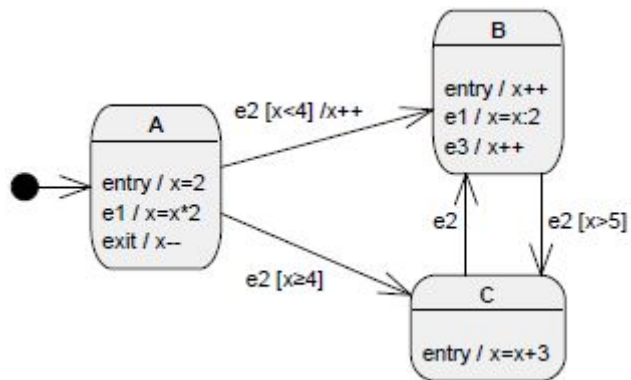 A
entry / x=2
e1 / x=x*2
exit / x--
e2 [x<4] /x++
B
entry / x++
e1 / x=x:2
e3 / x++
e2
e2 [x>5]
e2 [x≥4]
C
entry / x=x+3